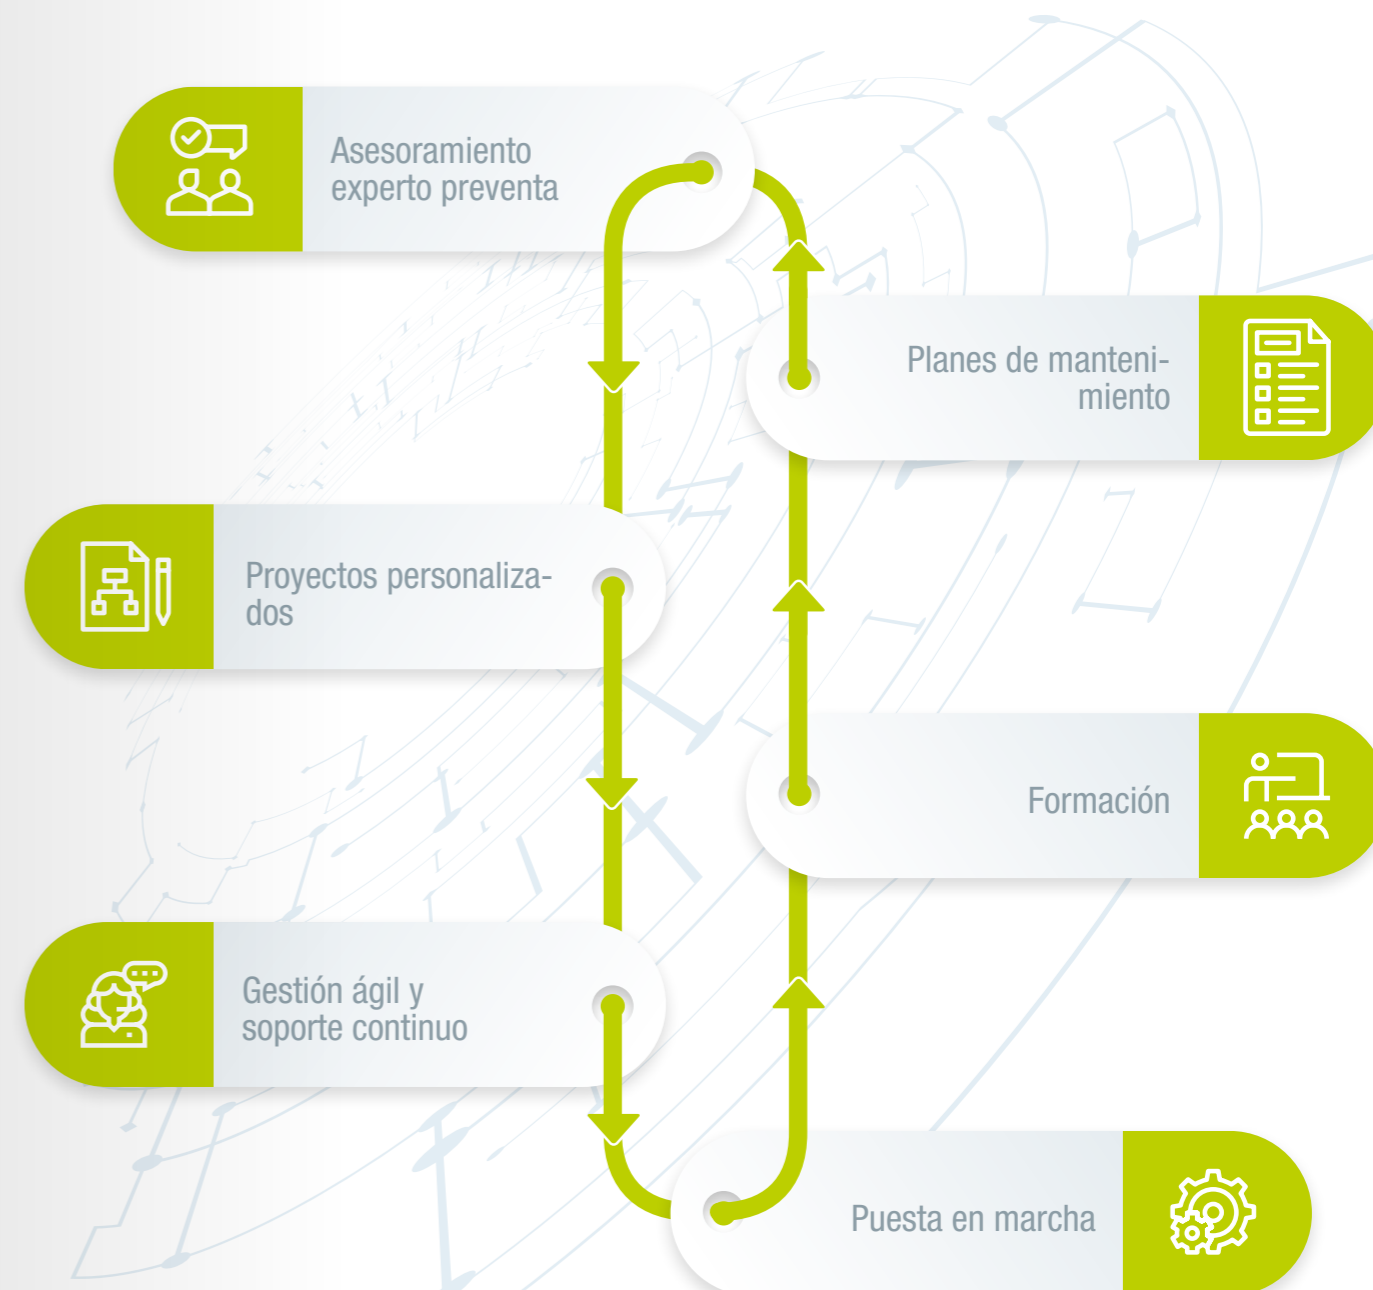 Asesoramiento
experto preventa
Planes de manteni-
miento
Proyectos personaliza-
dos
Formación
Gestión ágil y
soporte continuo
Puesta en marcha